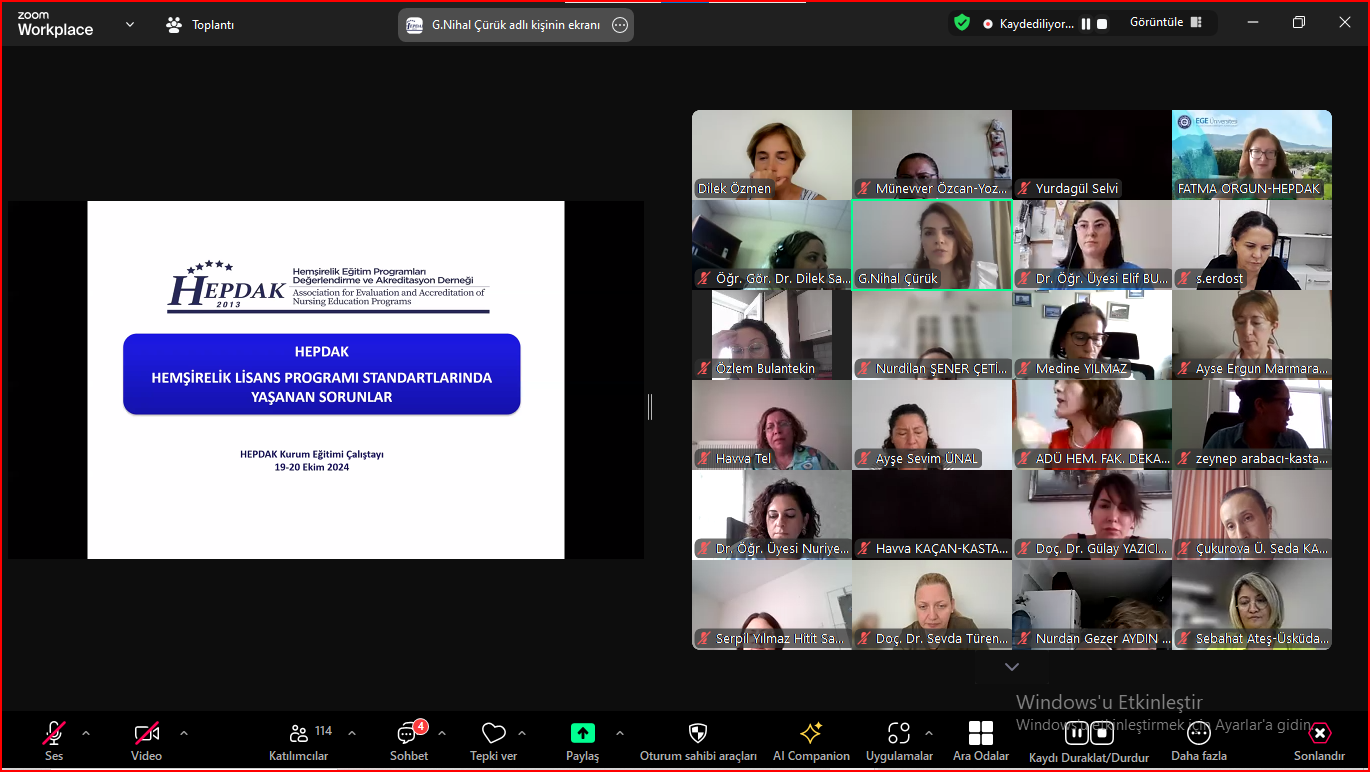 zoom
Workplace
Toplantı
G.Nihal Çürük adlı kişinin ekranı
Kaydediliyor...
Görüntüle
HEPDAK
2013
Hemşirelik Eğitim Programları
Değerlendirme ve Akreditasyon Derneği
Association for Evaluation and Accreditation of
Nursing Education Programs
HEPDAK
HEMŞİRELİK LİSANS PROGRAMI STANDARTLARINDA
YAŞANAN SORUNLAR
HEPDAK Kurum Eğitimi Çalıştayı
19-20 Ekim 2024
EGE Üniversitesi
Dilek Özmen
Münevver Özcan-Yoz...
Yurdagül Selvi
FATMA ORGUN-HEPDAK
Öğr. Gör. Dr. Dilek Sa...
G.Nihal Çürük
Dr. Öğr. Üyesi Elif BU...
s.erdost
Özlem Bulantekin
Nurdilan ŞENER ÇETİ...
Medine YILMAZ
Ayse Ergun Marmara...
Havva Tel
Ayşe Sevim ÜNAL
ADÜ HEM. FAK. DEKA...
zeynep arabacı-kasta...
Dr. Öğr. Üyesi Nuriye...
Havva KAÇAN-KASTA...
Doç. Dr. Gülay YAZICI...
Çukurova Ü. Seda KA...
Serpil Yılmaz Hitit Sa...
Doç. Dr. Sevda Türen...
Nurdan Gezer AYDIN ...
Sebahat Ateş-Üsküda...
Windows'u Etkinleştir
Windows'u etkinleştirmek için Ayarlar'a gidin.
Ses
Video
114
Katılımcılar
4
Sohbet
Tepki ver
Paylaş
Oturum sahibi araçları
AI Companion
Uygulamalar
Ara Odalar
Kaydı Duraklat/Durdur
Daha fazla
Sonlandır